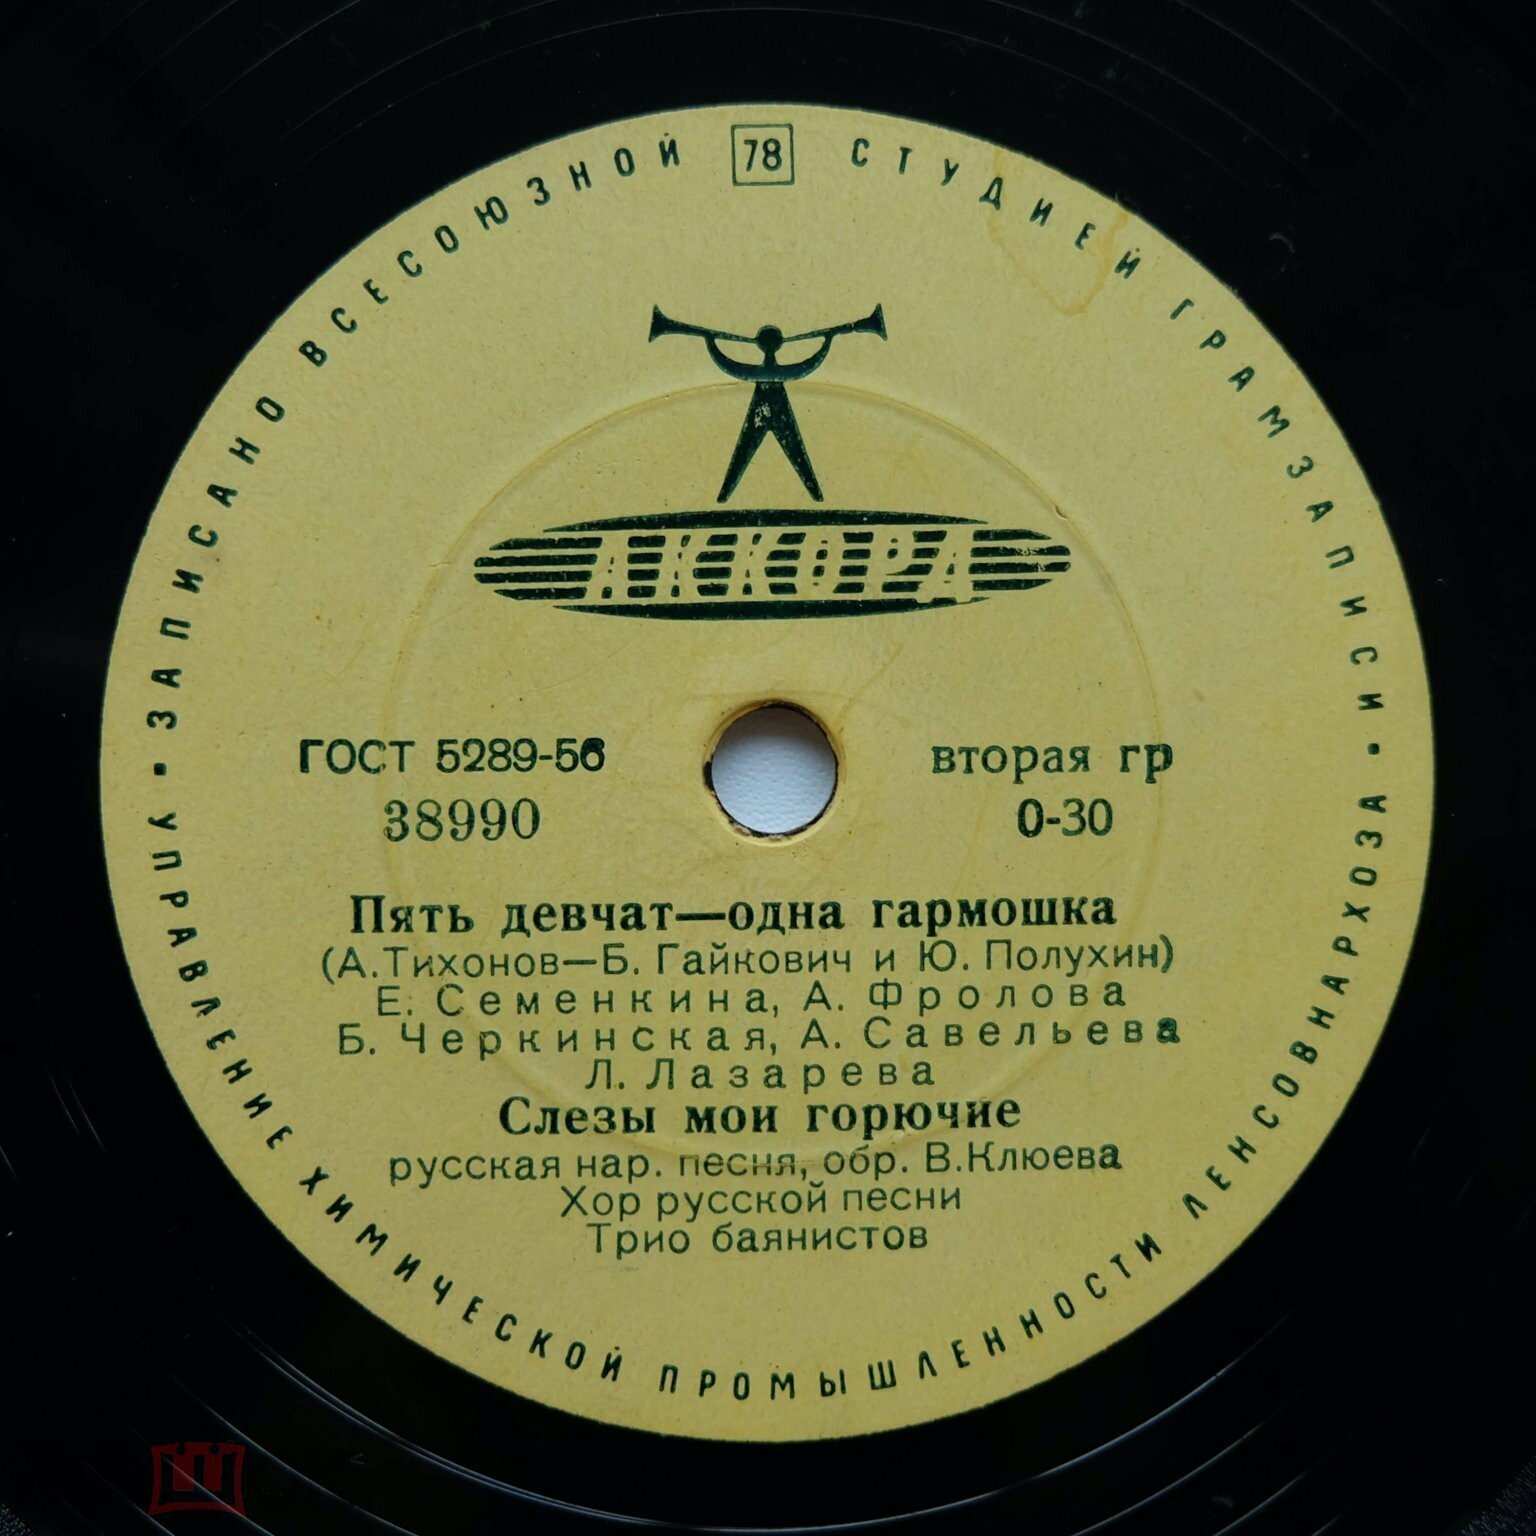 ЗАПИСАНО ВСЕСОЮЗНОЙ 78 СТУДИЕЙ ГРАМЗАПИСИ
АККОРД
ГОСТ 5289-56 вторая гр
38990 0-30
Пять девчат—одна гармошка
(А.Тихонов—Б. Гайкович и Ю. Полухин)
Е. Семенкина, А. Фролова
Б. Черкинская, А. Савельева
Л. Лазарева
Слезы мои горючие
русская нар. песня, обр. В.Клюева
Хор русской песни
Трио баянистов
УПРАВЛЕНИЕ ХИМИЧЕСКОЙ ПРОМЫШЛЕННОСТИ ЛЕНСОВНАРХОЗА